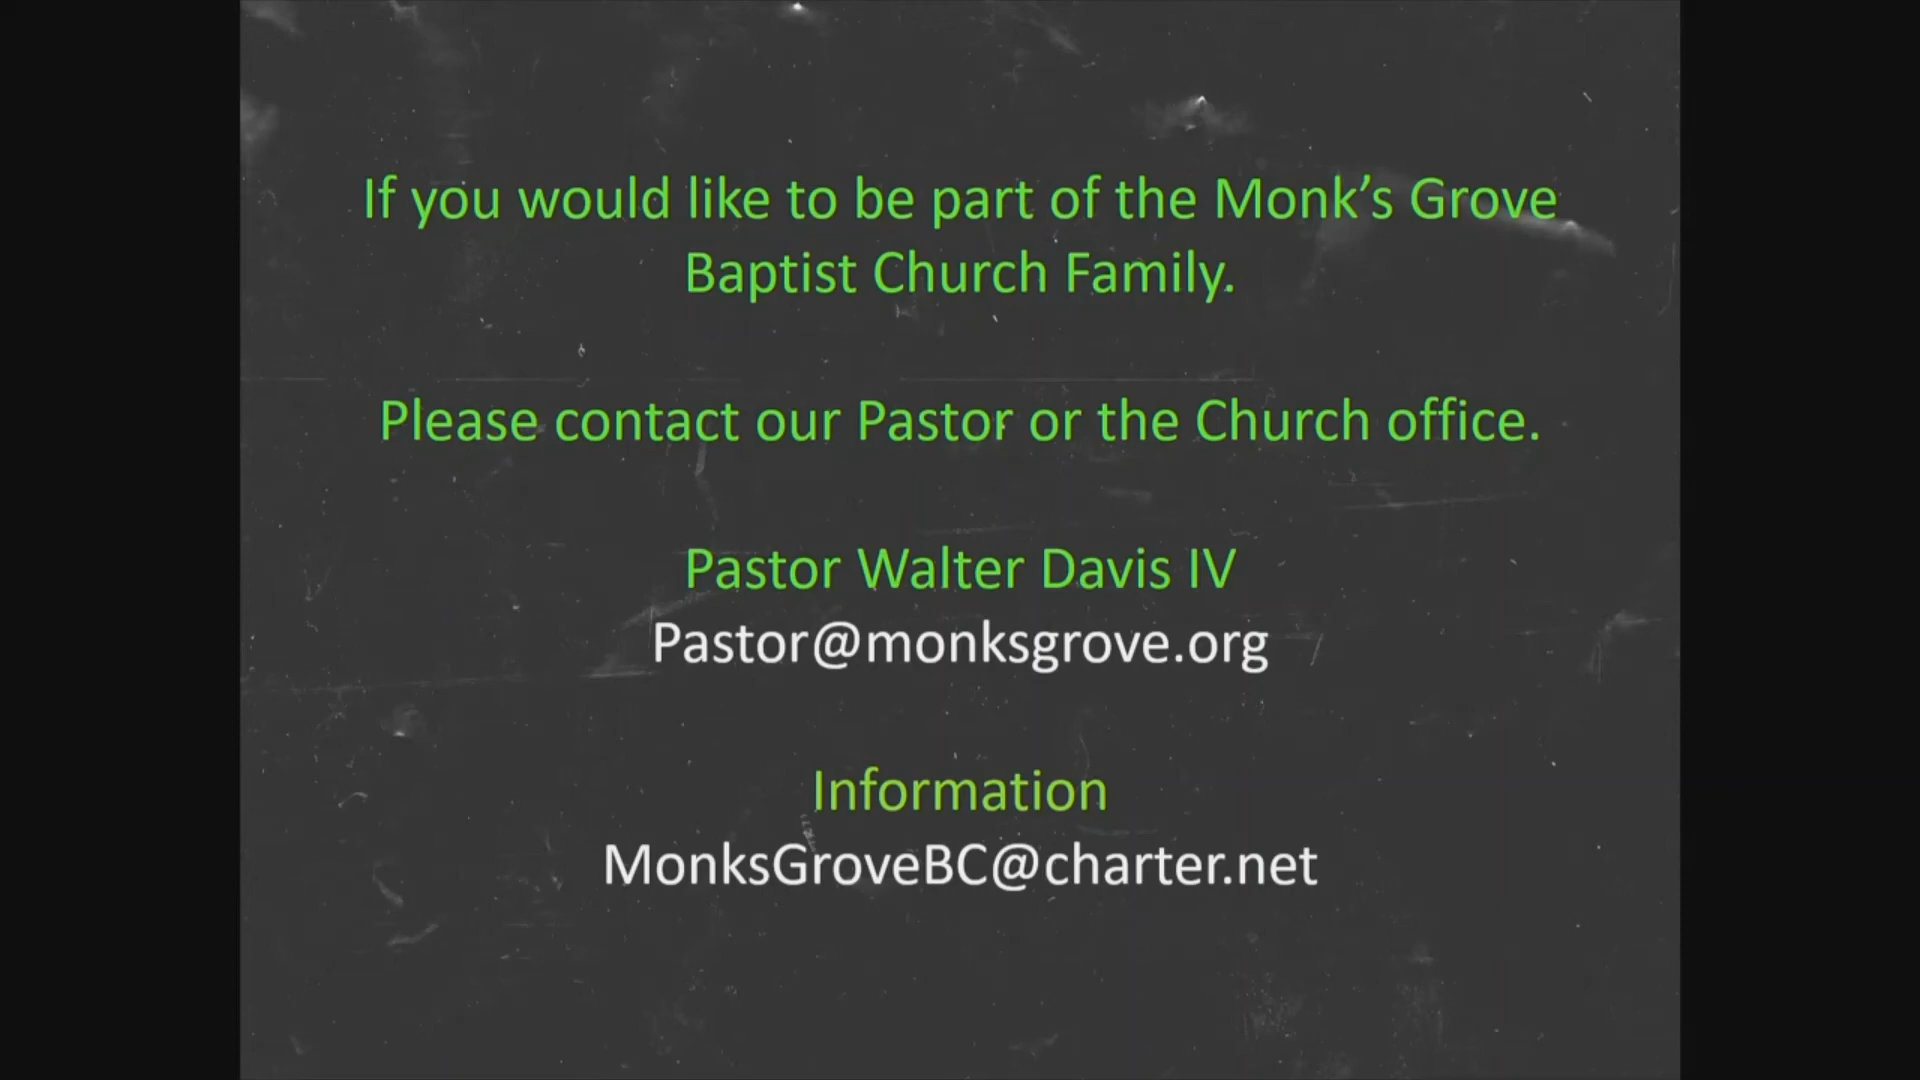 If you would like to be part of the Monk’s Grove
Baptist Church Family.
Please contact our Pastor or the Church office.
Pastor Walter Davis IV
Pastor@monksgrove.org
Information
MonksGroveBC@charter.net